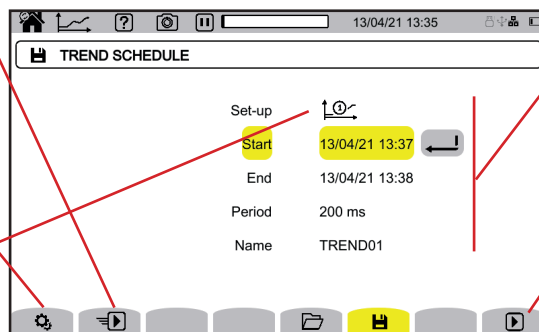 13/04/21 13:35
TREND SCHEDULE
Set-up 1
Start 13/04/21 13:37
End 13/04/21 13:38
Period 200 ms
Name TREND01